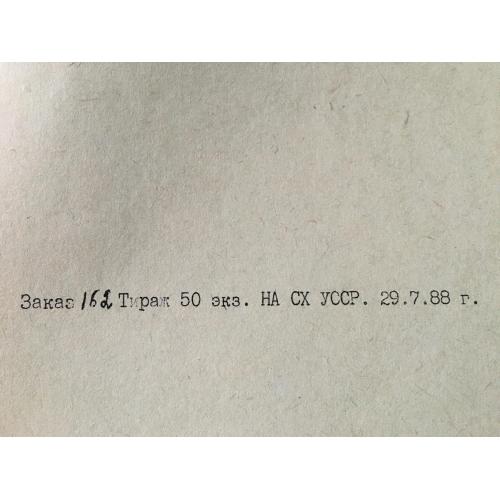 Заказ 162 Тираж 50 экз. НА СХ УССР. 29.7.88 г.